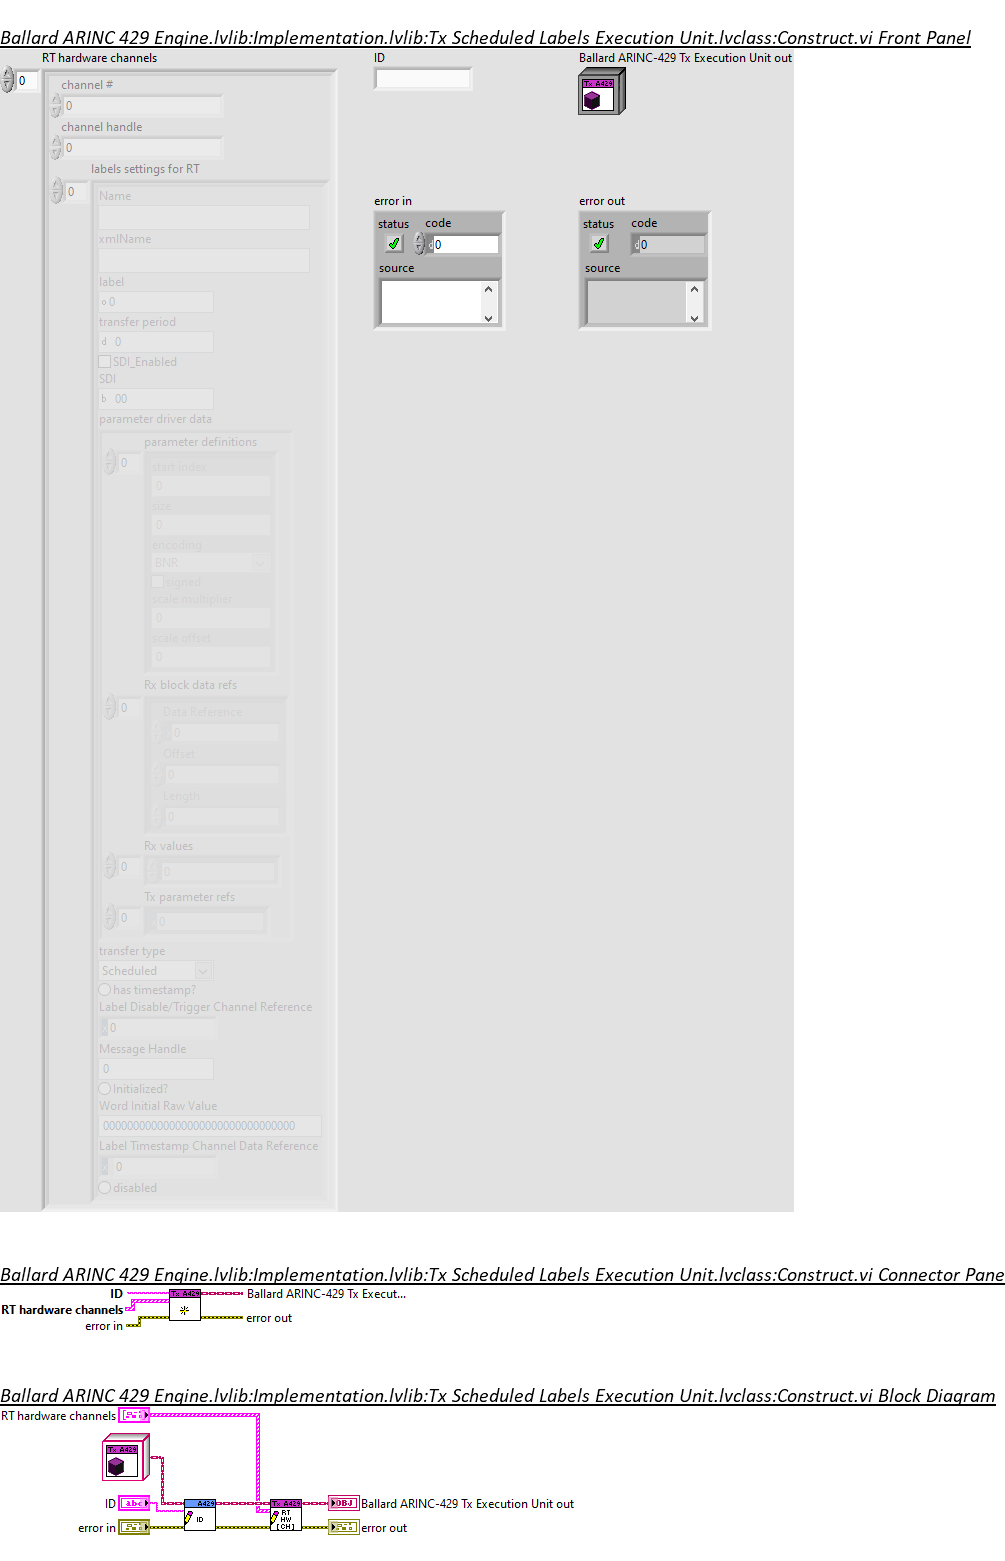 Ballard ARINC 429 Engine.lvlib:Implementation.lvlib:Tx Scheduled Labels Execution Unit.lvclass:Construct.vi Front Panel
RT hardware channels
ID
Ballard ARINC-429 Tx Execution Unit out
0
Tx A429
channel #
0
channel handle
0
labels settings for RT
0
Name
xmlName
label
o 0
transfer period
d 0
SDI_Enabled
SDI
b 00
parameter driver data
parameter definitions
0
start index
0
size
0
encoding
BNR
signed
scale multiplier
0
scale offset
0
Rx block data refs
0
Data Reference
0
Offset
0
Length
0
Rx values
0
0
Tx parameter refs
0
0
transfer type
Scheduled
has timestamp?
Label Disable/Trigger Channel Reference
0
Message Handle
0
Initialized?
Word Initial Raw Value
00000000000000000000000000000000
Label Timestamp Channel Data Reference
0
disabled
error in
status code
d 0
source
error out
status code
d 0
source
Ballard ARINC 429 Engine.lvlib:Implementation.lvlib:Tx Scheduled Labels Execution Unit.lvclass:Construct.vi Connector Pane
ID
Tx A429
Ballard ARINC-429 Tx Execut...
RT hardware channels
error in
error out
Ballard ARINC 429 Engine.lvlib:Implementation.lvlib:Tx Scheduled Labels Execution Unit.lvclass:Construct.vi Block Diagram
RT hardware channels
Tx A429
ID
abc
A429
ID
Tx A429
RT
HW
[CH]
OBJ
Ballard ARINC-429 Tx Execution Unit out
error in
error out